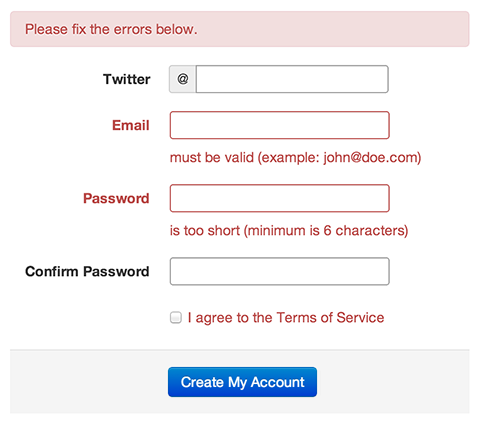 Please fix the errors below.
Twitter @
Email
must be valid (example: john@doe.com)
Password
is too short (minimum is 6 characters)
Confirm Password
I agree to the Terms of Service
Create My Account